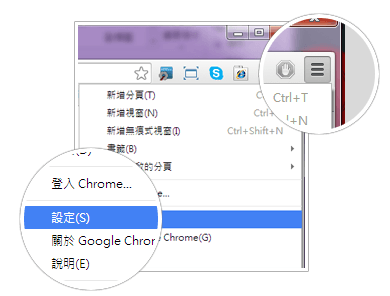 新增分頁(T)
Ctrl+T
新增視窗(N)
新增無痕式視窗(I)
Ctrl+Shift+N
書籤(B)
的分頁
登入 Chrome...
設定(S)
關於 Google Chrome(G)
說明(E)